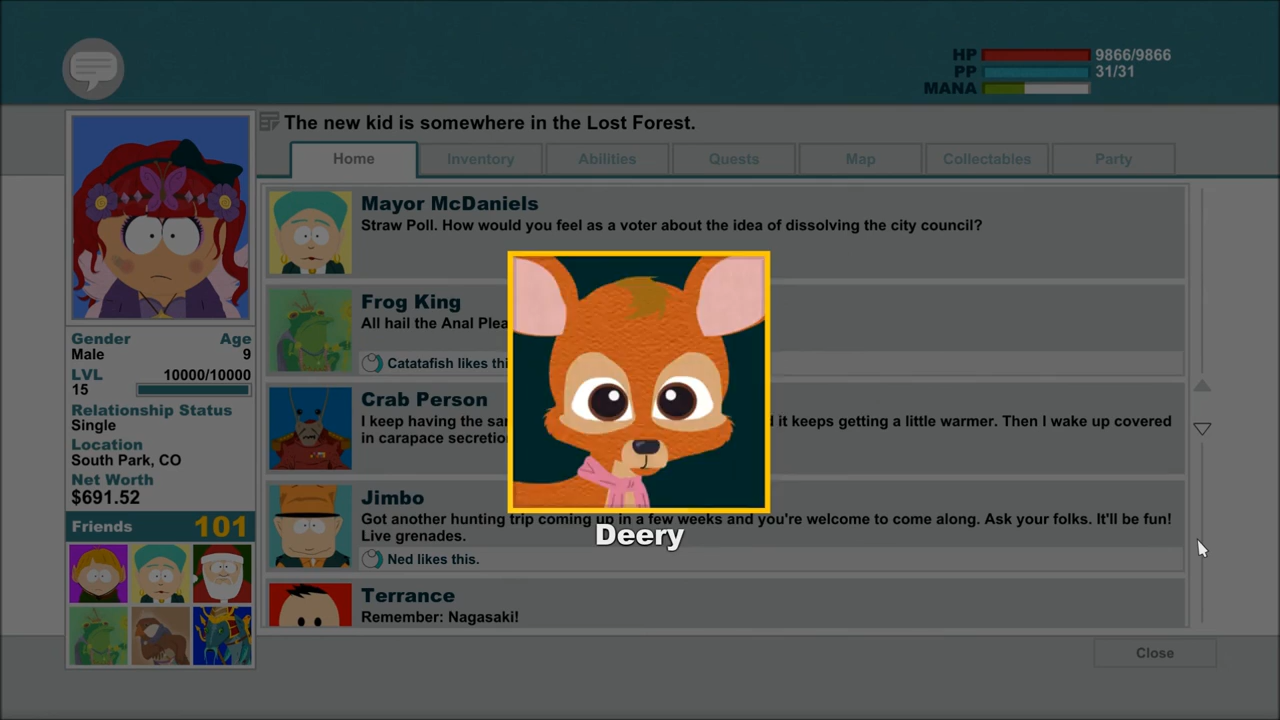 HP 9866/9866
PP 31/31
MANA
The new kid is somewhere in the Lost Forest.
Home Inventory Abilities Quests Map Collectables Party
Gender Age
Male 9
LVL 10000/10000
15
Relationship Status
Single
Location
South Park, CO
Net Worth
$691.52
Friends 101
Mayor McDaniels
Straw Poll. How would you feel as a voter about the idea of dissolving the city council?
Frog King
All hail the Anal
Catatafish likes
Crab Person
I keep having the it keeps getting a little warmer. Then I wake up covered
in carapace
Jimbo
Got another hunting trip coming up in a few weeks and you're welcome to come along. Ask your folks. It'll be fun!
Live grenades.
Ned likes this.
Terrance
Remember: Nagasaki!
Deery
Close